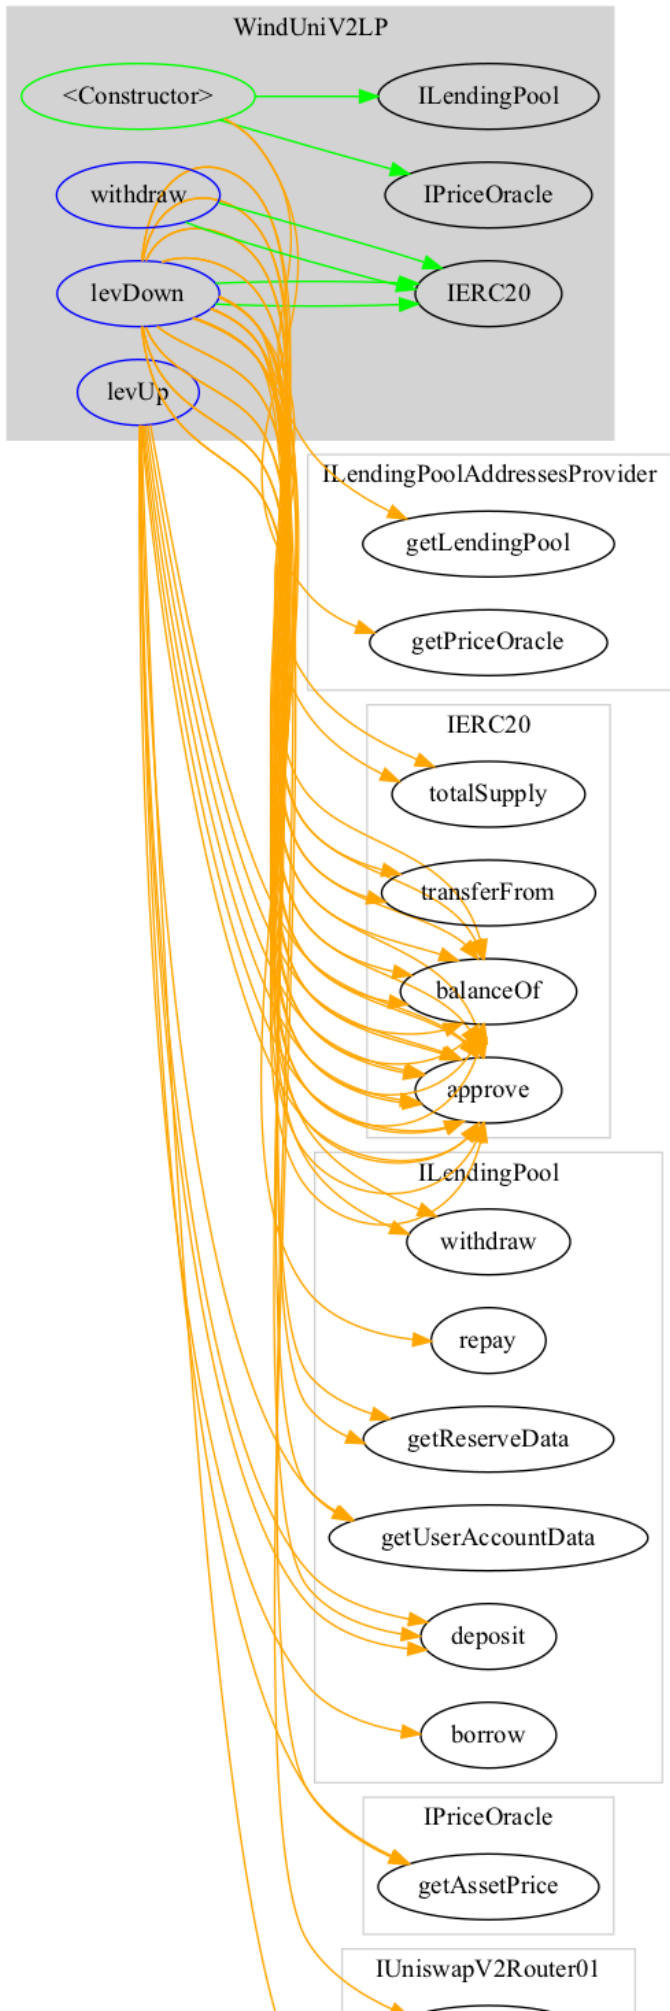 WindUniV2LP
<Constructor>
ILendingPool
withdraw
IPriceOracle
levDown
IERC20
levUp
ILendingPoolAddressesProvider
getLendingPool
getPriceOracle
IERC20
totalSupply
transferFrom
balanceOf
approve
ILendingPool
withdraw
repay
getReserveData
getUserAccountData
deposit
borrow
IPriceOracle
getAssetPrice
IUniswapV2Router01